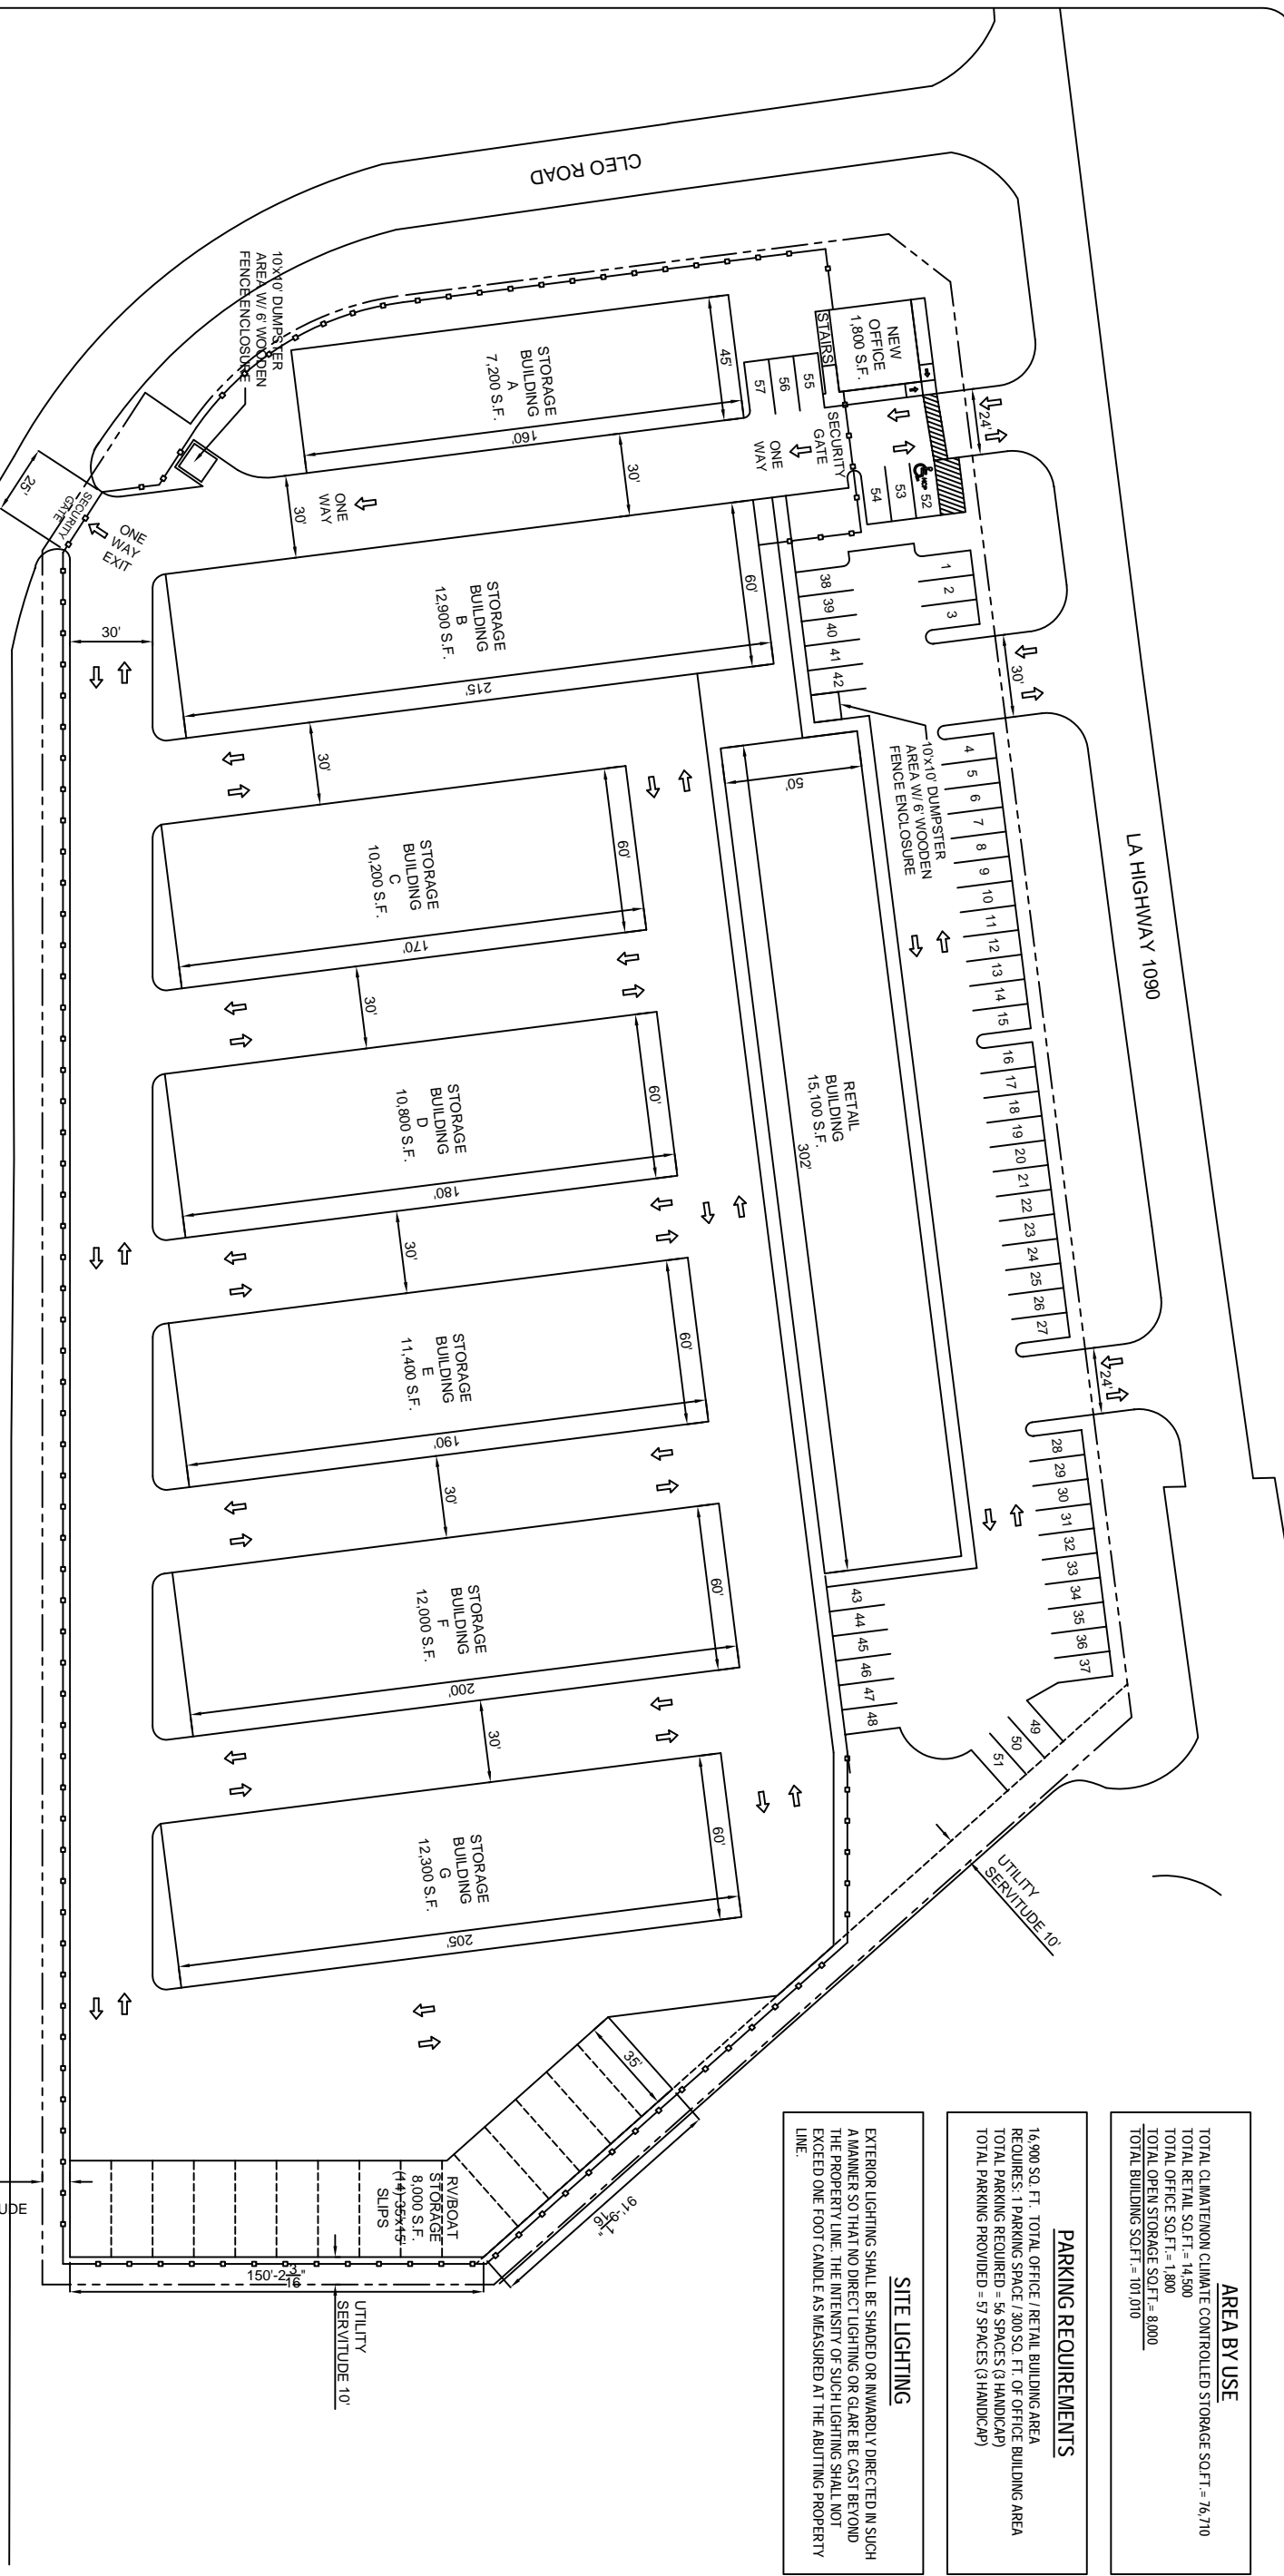 LA HIGHWAY 1090
CLEO ROAD
10'x10' DUMPSTER
AREA W/ 6' WOODEN
FENCE ENCLOSURE
25'
SECURITY
GATE
ONE
WAY
EXIT
STORAGE
BUILDING
A
7,200 S.F.
45'
160'
30'
30'
ONE
WAY
NEW
OFFICE
1,800 S.F.
STAIRS
55
56
57
SECURITY
GATE
ONE
WAY
24'
52
53
54
STORAGE
BUILDING
B
12,900 S.F.
60'
215'
30'
30'
38
39
40
41
42
1
2
3
30'
10'x10' DUMPSTER
AREA W/ 6' WOODEN
FENCE ENCLOSURE
4
5
6
7
8
9
10
11
12
13
14
15
16
17
18
19
20
21
22
23
24
25
26
27
24'
28
29
30
31
32
33
34
35
36
37
RETAIL
BUILDING
15,100 S.F.
302'
50'
STORAGE
BUILDING
C
10,200 S.F.
60'
170'
30'
STORAGE
BUILDING
D
10,800 S.F.
60'
180'
30'
STORAGE
BUILDING
E
11,400 S.F.
60'
190'
30'
STORAGE
BUILDING
F
12,000 S.F.
60'
200'
30'
STORAGE
BUILDING
G
12,300 S.F.
60'
205'
43
44
45
46
47
48
49
50
51
UTILITY
SERVITUDE 10'
35'
RV/BOAT
STORAGE
8,000 S.F.
(14) 35'x15'
SLIPS
UTILITY
SERVITUDE 10'
UDE
AREA BY USE
TOTAL CLIMATE/NON CLIMATE CONTROLLED STORAGE SQ.FT.= 76,710
TOTAL RETAIL SQ.FT.= 14,500
TOTAL OFFICE SQ.FT.= 1,800
TOTAL OPEN STORAGE SQ.FT.= 8,000
TOTAL BUILDING SQ.FT.= 101,010
PARKING REQUIREMENTS
16,900 SQ. FT. TOTAL OFFICE / RETAIL BUILDING AREA
REQUIRES: 1 PARKING SPACE / 300 SQ. FT. OF OFFICE BUILDING AREA
TOTAL PARKING REQUIRED = 56 SPACES (3 HANDICAP)
TOTAL PARKING PROVIDED = 57 SPACES (3 HANDICAP)
SITE LIGHTING
EXTERIOR LIGHTING SHALL BE SHADED OR INWARDLY DIRECTED IN SUCH
A MANNER SO THAT NO DIRECT LIGHTING OR GLARE BE CAST BEYOND
THE PROPERTY LINE. THE INTENSITY OF SUCH LIGHTING SHALL NOT
EXCEED ONE FOOT CANDLE AS MEASURED AT THE ABUTTING PROPERTY
LINE.